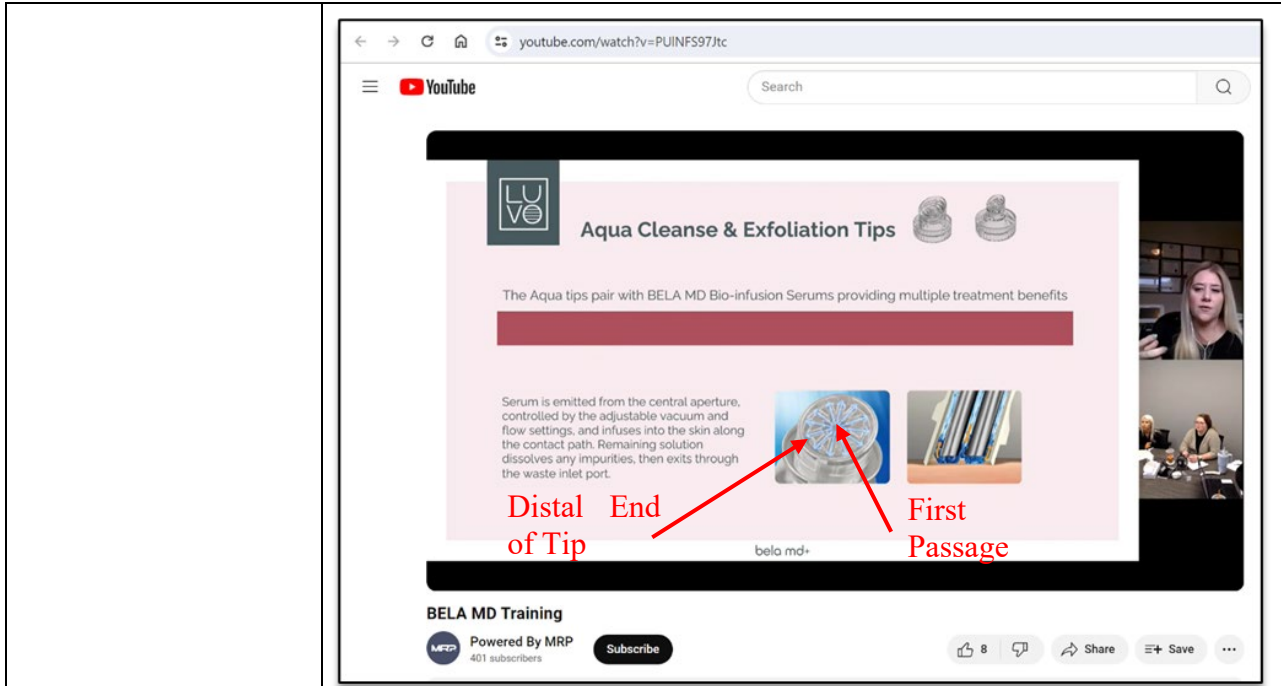 youtube.com/watch?v=PUlNFS97Jtc
YouTube
Search
LU
VO
Aqua Cleanse & Exfoliation Tips
The Aqua tips pair with BELA MD Bio-infusion Serums providing multiple treatment benefits
Serum is emitted from the central aperture,
controlled by the adjustable vacuum and
flow settings, and infuses into the skin along
the contact path. Remaining solution
dissolves any impurities, then exits through
the waste inlet port.
Distal End
of Tip
First
Passage
bela md+
BELA MD Training
MRP
Powered By MRP
401 subscribers
Subscribe
8
Share
Save